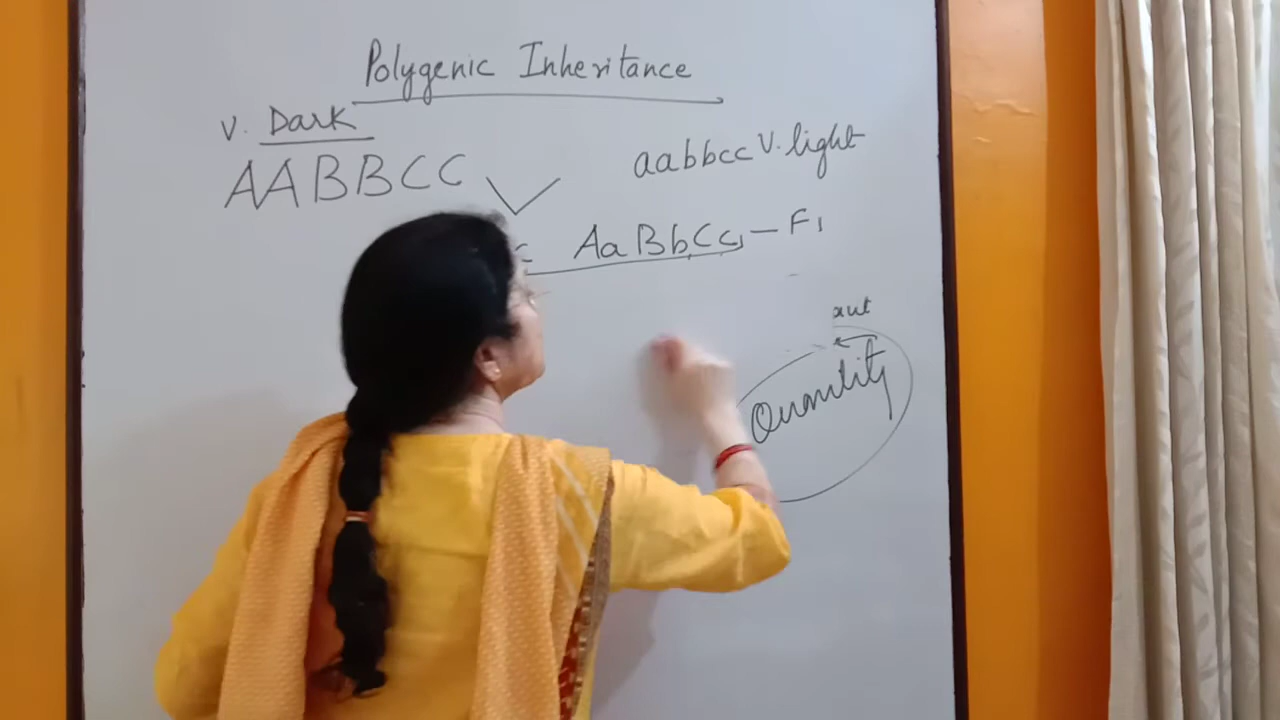 Polygenic Inheritance
V. Dark
AABBCC
aabbcc V. light
c AaBbCc - F1
Quantity